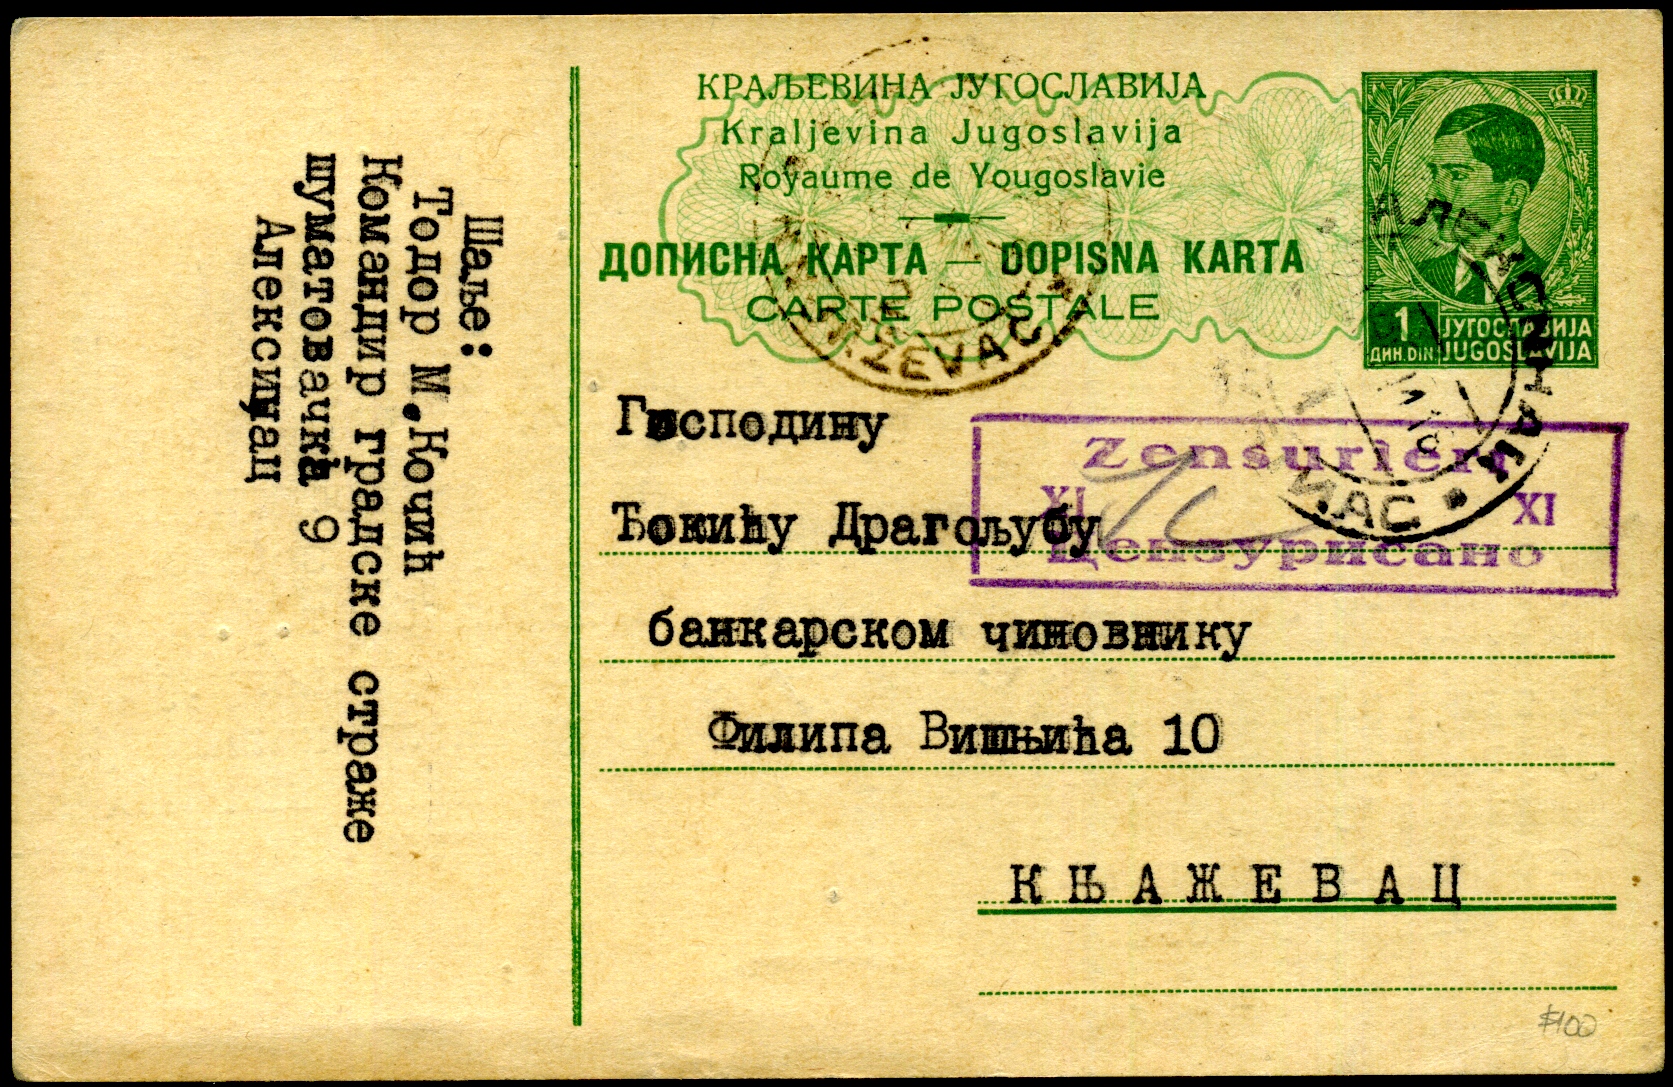 КРАЉЕВИНА ЈУГОСЛАВИЈА
Kraljevina Jugoslavija
Royaume de Yougoslavie
ДОПИСНА КАРТА — DOPISNA KARTA
CARTE POSTALE
1
ДИН. DIN.
ЈУГОСЛАВИЈА
JUGOSLAVIJA
АЛЕКСИНАЦ
Господину
Zensuriert
XI XI
Цензурисано
Ђокићу Драгољубу
банкарском чиновнику
Филипа Вишњића 10
КЊАЖЕВАЦ
Шаље:
Тодор М.Кочић
Командир градске страже
шуматовачка 9
Алексинац
$100